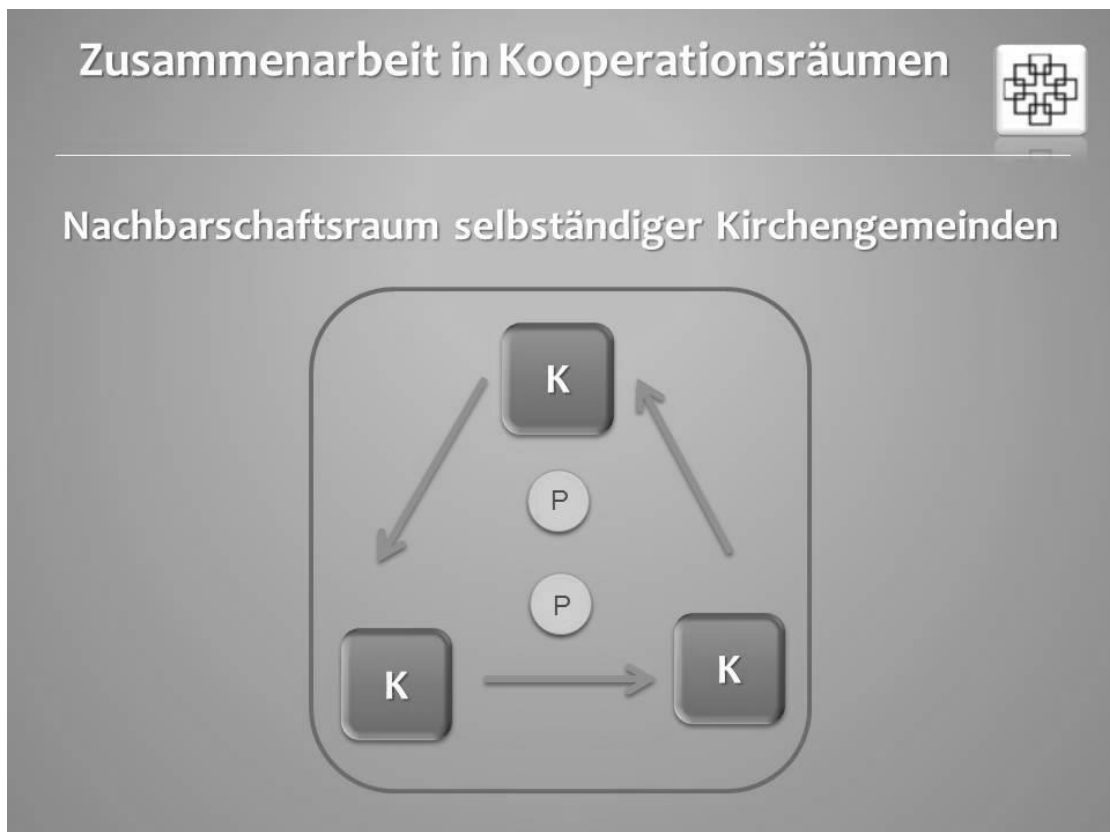 Zusammenarbeit in Kooperationsräumen
Nachbarschaftsraum selbständiger Kirchengemeinden
K
P
P
K
K